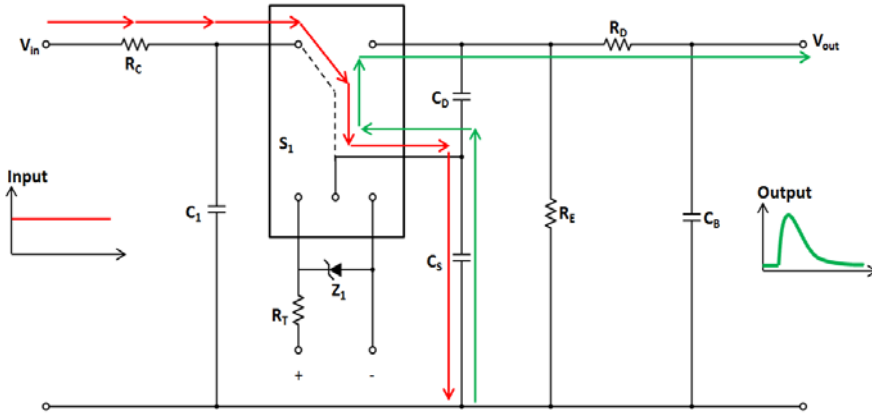 Vin
RC
S1
CD
RD
Vout
Input
C1
CS
RE
CB
Output
Z1
RT
+
-